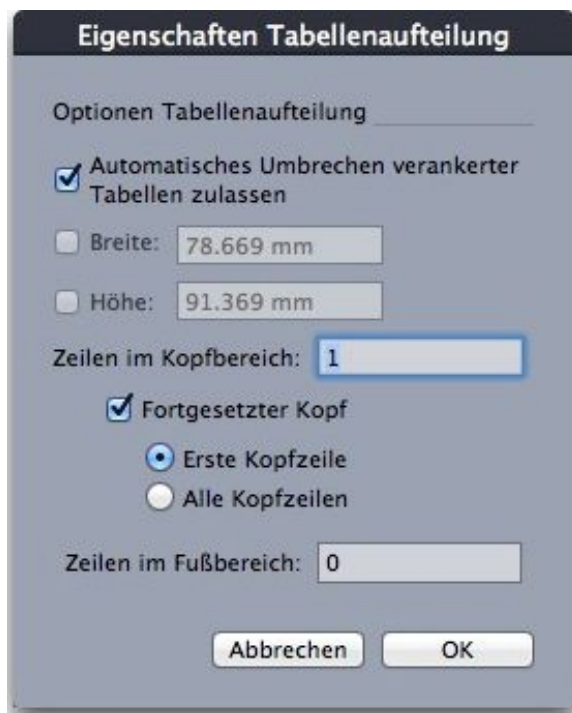 Eigenschaften Tabellenaufteilung
Optionen Tabellenaufteilung
Automatisches Umbrechen verankerter
Tabellen zulassen
Breite: 78.669 mm
Höhe: 91.369 mm
Zeilen im Kopfbereich: 1
Fortgesetzter Kopf
Erste Kopfzeile
Alle Kopfzeilen
Zeilen im Fußbereich: 0
Abbrechen OK